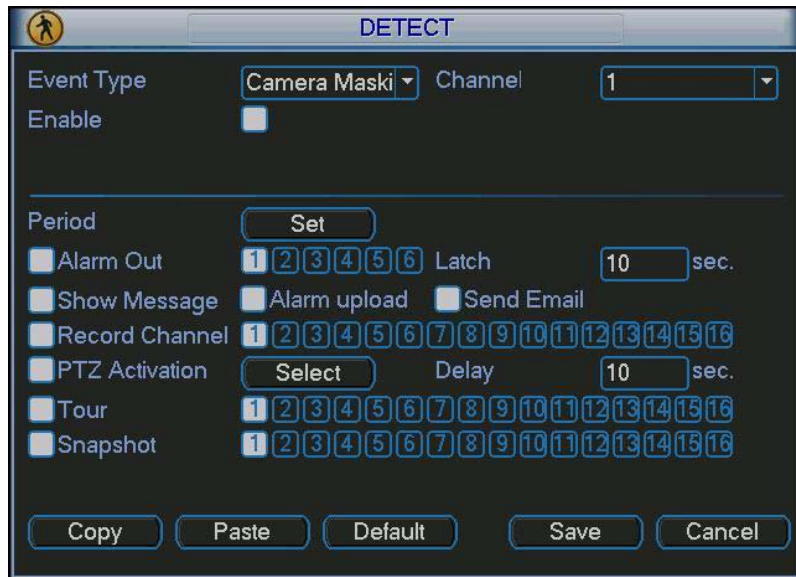 DETECT
Event Type Camera Maski Channel 1
Enable
Period Set
Alarm Out 1 2 3 4 5 6 Latch 10 sec.
Show Message Alarm upload Send Email
Record Channel 1 2 3 4 5 6 7 8 9 10 11 12 13 14 15 16
PTZ Activation Select Delay 10 sec.
Tour 1 2 3 4 5 6 7 8 9 10 11 12 13 14 15 16
Snapshot 1 2 3 4 5 6 7 8 9 10 11 12 13 14 15 16
Copy Paste Default Save Cancel